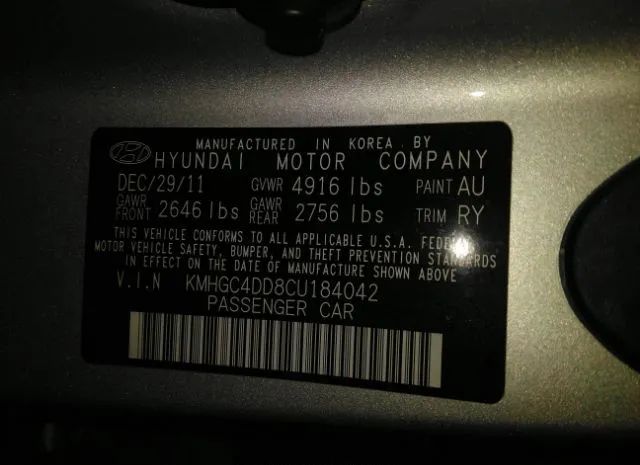 MANUFACTURED IN KOREA BY
HYUNDAI MOTOR COMPANY
DEC/29/11 GVWR 4916 lbs PAINT AU
GAWR FRONT 2646 lbs GAWR REAR 2756 lbs TRIM RY
THIS VEHICLE CONFORMS TO ALL APPLICABLE U.S.A. FEDERAL
MOTOR VEHICLE SAFETY, BUMPER, AND THEFT PREVENTION STANDARDS
IN EFFECT ON THE DATE OF MANUFACTURE SHOWN ABOVE
V.I.N KMHGC4DD8CU184042
PASSENGER CAR